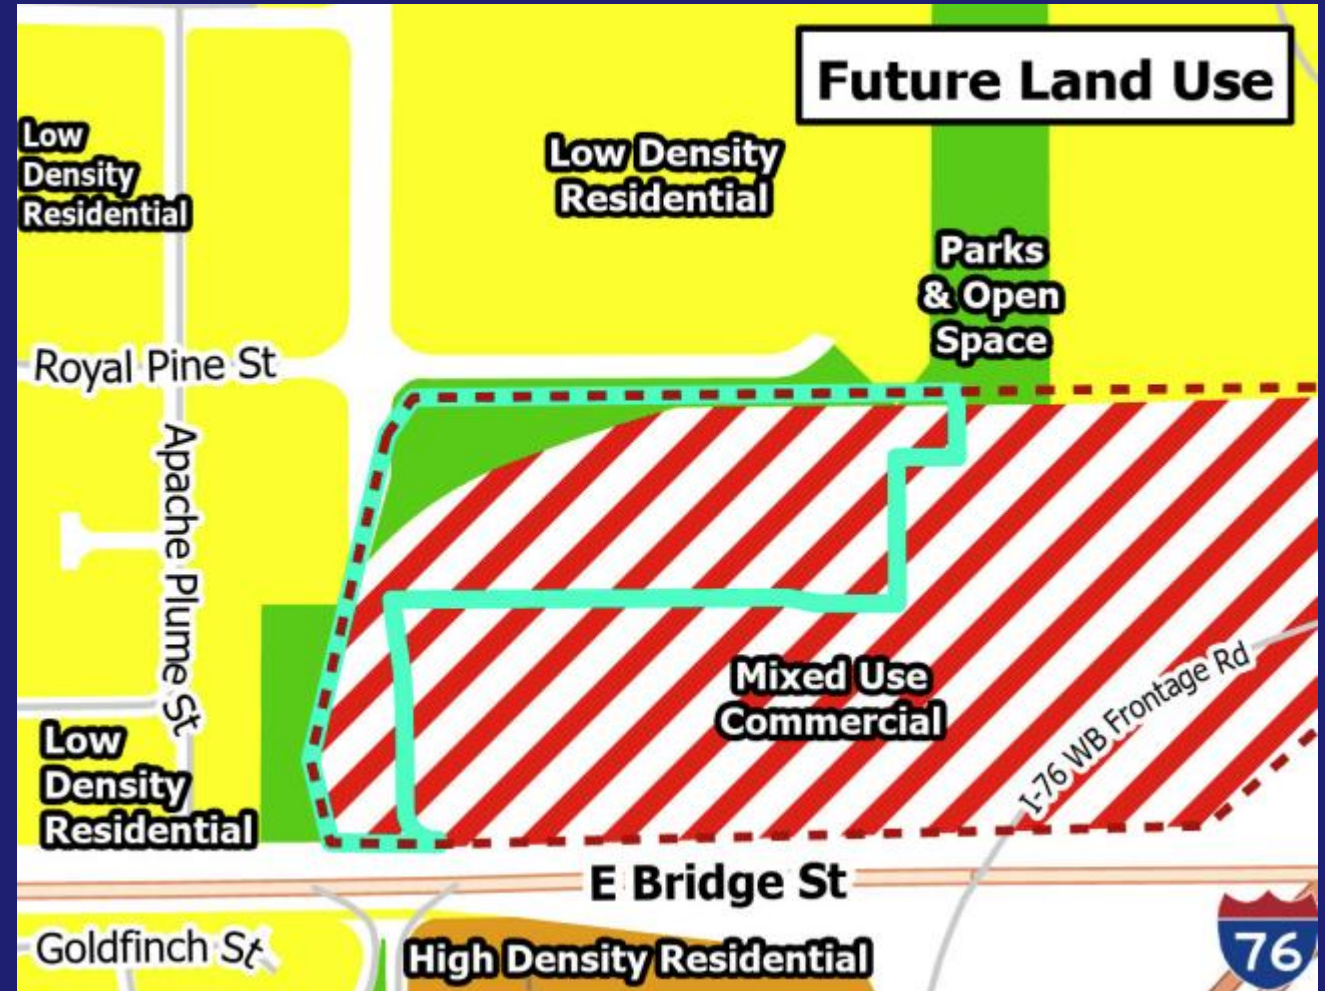 Future Land Use
Low
Density
Residential
Low Density
Residential
Parks
& Open
Space
Royal Pine St
Apache Plume St
Mixed Use
Commercial
I-76 WB Frontage Rd
Low
Density
Residential
E Bridge St
Goldfinch St
High Density Residential
76